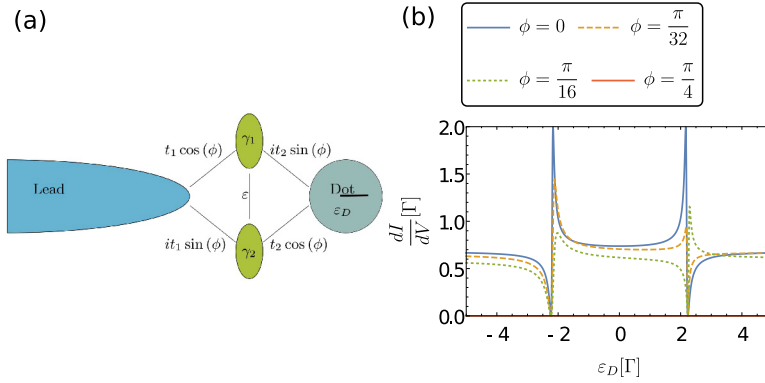 (a)
Lead
t₁ cos (ϕ)
it₁ sin (ϕ)
γ₁
ε
γ₂
it₂ sin (ϕ)
t₂ cos (ϕ)
Dot
ε_D
(b)
ϕ = 0
ϕ = π/32
ϕ = π/16
ϕ = π/4
dI/dV [Γ]
2.0
1.5
1.0
0.5
0.0
-4 -2 0 2 4
ε_D[Γ]